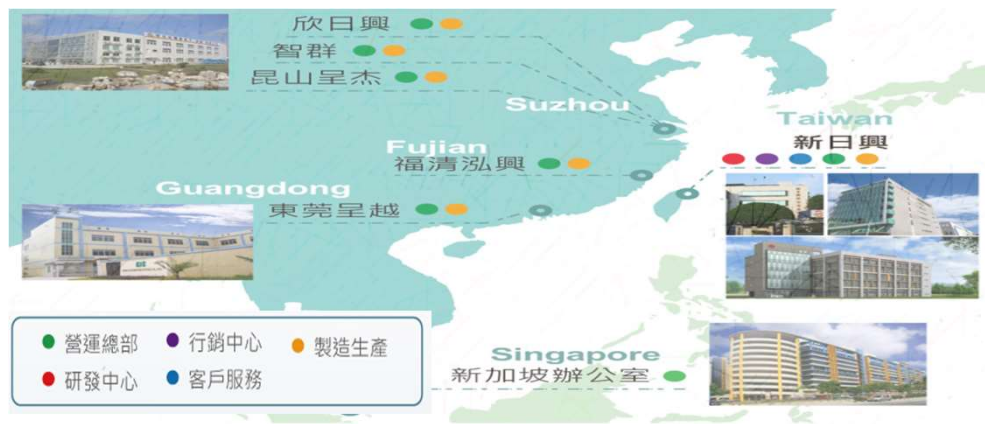 欣日興
智群
昆山呈杰
Suzhou
Taiwan
新日興
Fujian
福清泓興
Guangdong
東莞呈越
營運總部
行銷中心
製造生產
研發中心
客戶服務
Singapore
新加坡辦公室